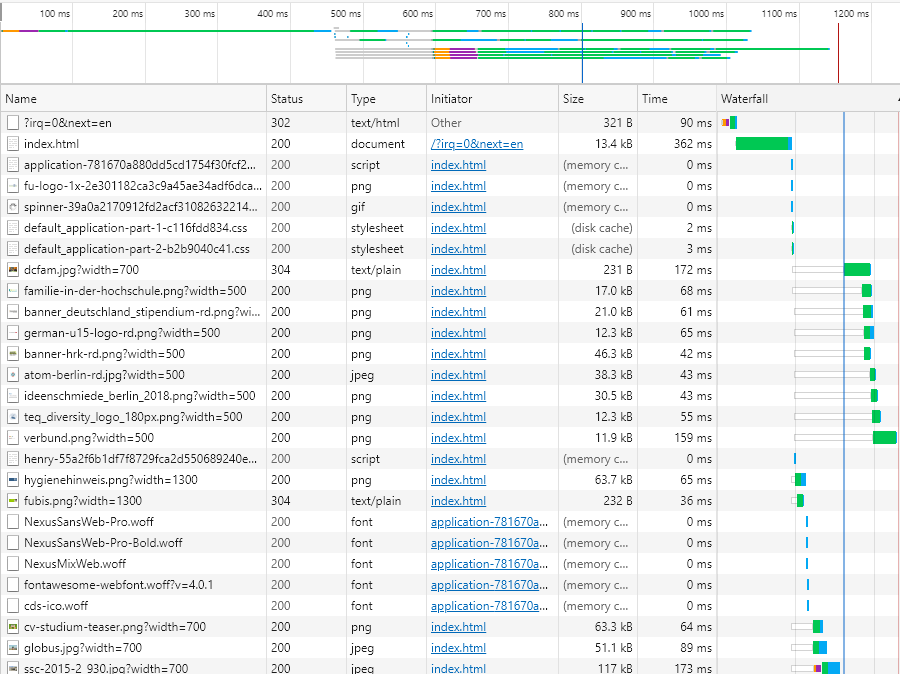 100 ms 200 ms 300 ms 400 ms 500 ms 600 ms 700 ms 800 ms 900 ms 1000 ms 1100 ms 1200 ms
Name Status Type Initiator Size Time Waterfall
?irq=0&next=en 302 text/html Other 321 B 90 ms
index.html 200 document /?irq=0&next=en 13.4 kB 362 ms
application-781670a880dd5cd1754f30fcf2... 200 script index.html (memory c... 0 ms
fu-logo-1x-2e301182ca3c9a45ae34adf6dca... 200 png index.html (memory c... 0 ms
spinner-39a0a2170912fd2acf31082632214... 200 gif index.html (memory c... 0 ms
default_application-part-1-c116fdd834.css 200 stylesheet index.html (disk cache) 2 ms
default_application-part-2-b2b9040c41.css 200 stylesheet index.html (disk cache) 3 ms
dcfam.jpg?width=700 304 text/plain index.html 231 B 172 ms
familie-in-der-hochschule.png?width=500 200 png index.html 17.0 kB 68 ms
banner_deutschland_stipendium-rd.png?wi... 200 png index.html 21.0 kB 61 ms
german-u15-logo-rd.png?width=500 200 png index.html 12.3 kB 65 ms
banner-hrk-rd.png?width=500 200 png index.html 46.3 kB 42 ms
atom-berlin-rd.jpg?width=500 200 jpeg index.html 38.3 kB 43 ms
ideenschmiede_berlin_2018.png?width=500 200 png index.html 30.5 kB 43 ms
teq_diversity_logo_180px.png?width=500 200 png index.html 12.3 kB 55 ms
verbund.png?width=500 200 png index.html 11.9 kB 159 ms
henry-55a2f6b1df7f8729fca2d550689240e... 200 script index.html (memory c... 0 ms
hygienehinweis.png?width=1300 200 png index.html 63.7 kB 65 ms
fubis.png?width=1300 304 text/plain index.html 232 B 36 ms
NexusSansWeb-Pro.woff 200 font application-781670a... (memory c... 0 ms
NexusSansWeb-Pro-Bold.woff 200 font application-781670a... (memory c... 0 ms
NexusMixWeb.woff 200 font application-781670a... (memory c... 0 ms
fontawesome-webfont.woff?v=4.0.1 200 font application-781670a... (memory c... 0 ms
cds-ico.woff 200 font application-781670a... (memory c... 0 ms
cv-studium-teaser.png?width=700 200 png index.html 63.3 kB 64 ms
globus.jpg?width=700 200 jpeg index.html 51.1 kB 89 ms
ssc-2015-2_930.jpg?width=700 200 jpeg index.html 117 kB 173 ms